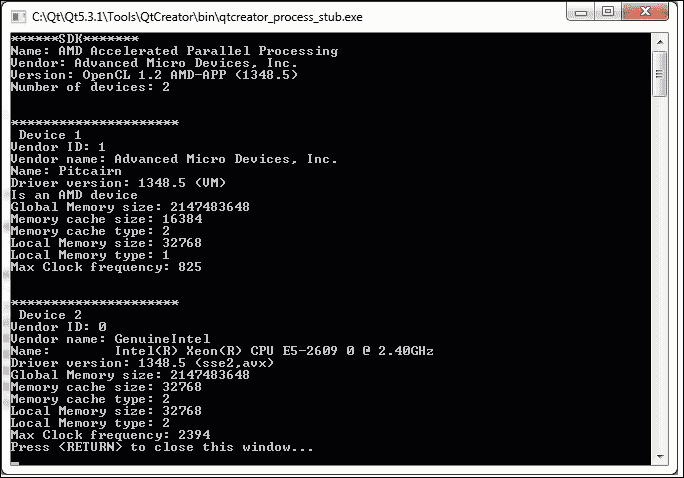 C:\Qt\Qt5.3.1\Tools\QtCreator\bin\qtcreator_process_stub.exe
******SDK*******
Name: AMD Accelerated Parallel Processing
Vendor: Advanced Micro Devices, Inc.
Version: OpenCL 1.2 AMD-APP (1348.5)
Number of devices: 2
*********************
Device 1
Vendor ID: 1
Vendor name: Advanced Micro Devices, Inc.
Name: Pitcairn
Driver version: 1348.5 (VM)
Is an AMD device
Global Memory size: 2147483648
Memory cache size: 16384
Memory cache type: 2
Local Memory size: 32768
Local Memory type: 1
Max Clock frequency: 825
*********************
Device 2
Vendor ID: 0
Vendor name: GenuineIntel
Name:        Intel(R) Xeon(R) CPU E5-2609 0 @ 2.40GHz
Driver version: 1348.5 (sse2,avx)
Global Memory size: 2147483648
Memory cache size: 32768
Memory cache type: 2
Local Memory size: 32768
Local Memory type: 2
Max Clock frequency: 2394
Press <RETURN> to close this window...